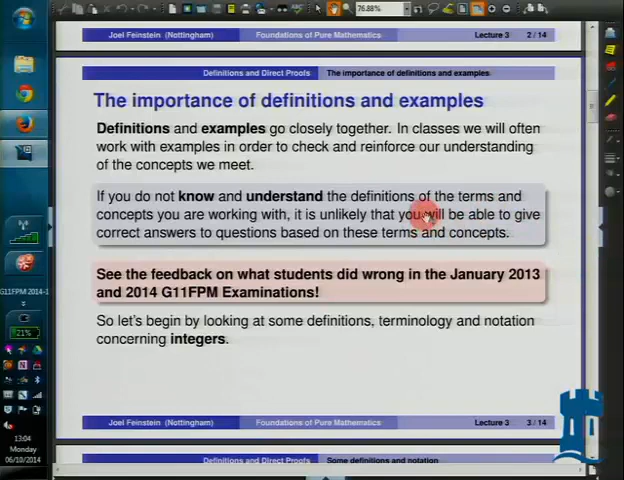 76.88%
Joel Feinstein (Nottingham) Foundations of Pure Mathematics Lecture 3 2 / 14
Definitions and Direct Proofs The importance of definitions and examples
The importance of definitions and examples
Definitions and examples go closely together. In classes we will often
work with examples in order to check and reinforce our understanding
of the concepts we meet.
If you do not know and understand the definitions of the terms and
concepts you are working with, it is unlikely that you will be able to give
correct answers to questions based on these terms and concepts.
See the feedback on what students did wrong in the January 2013
and 2014 G11FPM Examinations!
So let's begin by looking at some definitions, terminology and notation
concerning integers.
Joel Feinstein (Nottingham) Foundations of Pure Mathematics Lecture 3 3 / 14
Definitions and Direct Proofs Some definitions and notation
G11FPM 2014-1
21%
13:04
Monday
06/10/2014